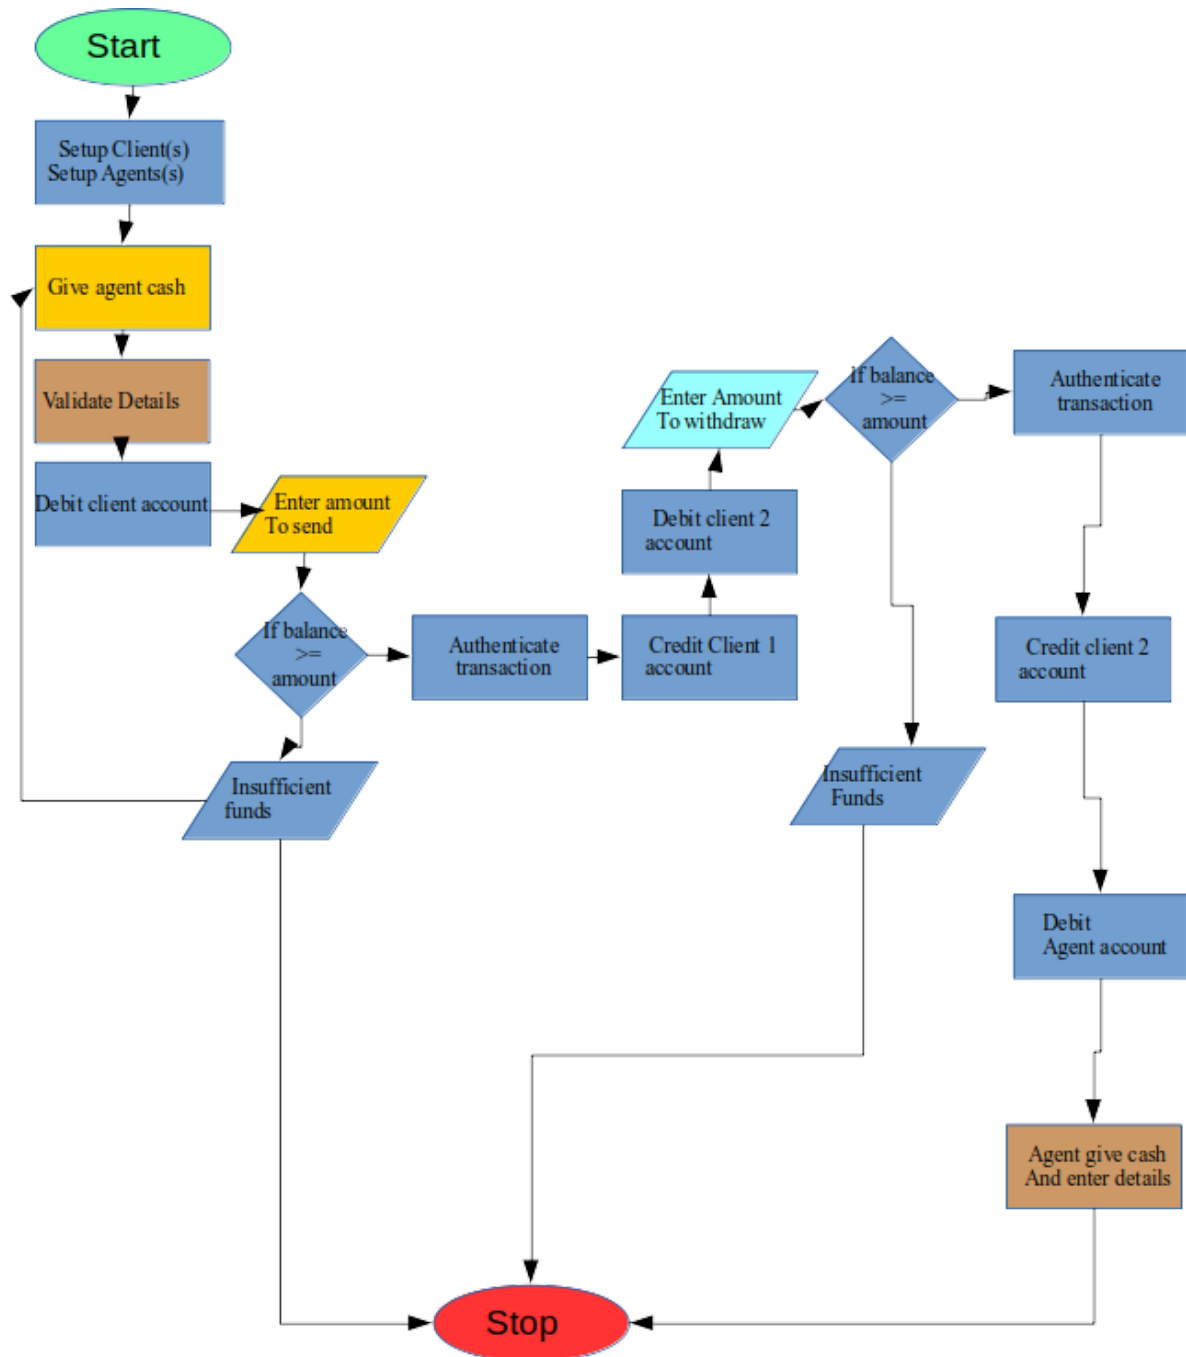 Start
Setup Client(s)
Setup Agents(s)
Give agent cash
Validate Details
Debit client account
Enter amount
To send
If balance
>=
amount
Insufficient
funds
Authenticate
transaction
Credit Client 1
account
Debit client 2
account
Enter Amount
To withdraw
If balance
>=
amount
Insufficient
Funds
Authenticate
transaction
Credit client 2
account
Debit
Agent account
Agent give cash
And enter details
Stop